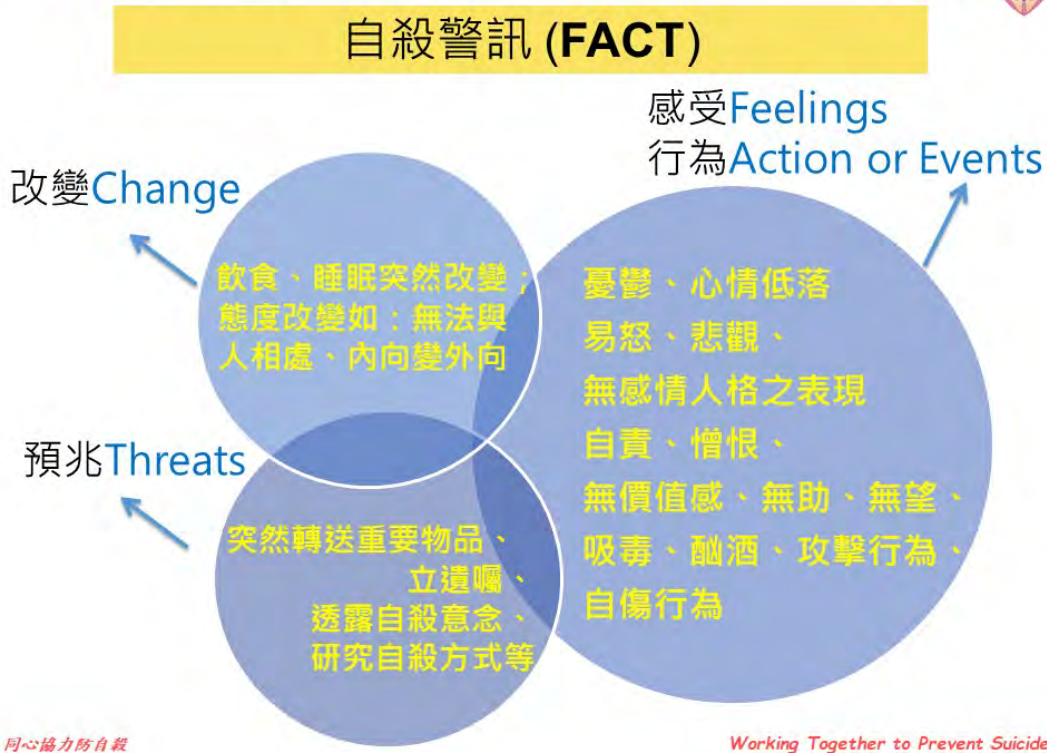 自殺警訊 (FACT)
感受Feelings
行為Action or Events
改變Change
飲食、睡眠突然改變；
態度改變如：無法與
人相處、內向變外向
憂鬱、心情低落
易怒、悲觀、
無感情人格之表現
自責、憎恨、
無價值感、無助、無望、
吸毒、酗酒、攻擊行為、
自傷行為
預兆Threats
突然轉送重要物品、
立遺囑、
透露自殺意念、
研究自殺方式等
同心協力防自殺
Working Together to Prevent Suicide